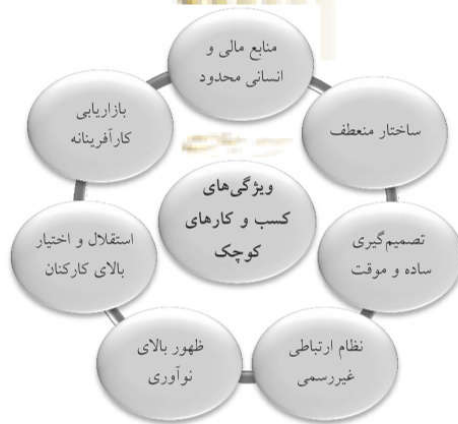 منابع مالی و
انسانی محدود
ساختار منعطف
تصمیم‌گیری
ساده و موقت
نظام ارتباطی
غیررسمی
ظهور بالای
نوآوری
استقلال و اختیار
بالای کارکنان
بازاریابی
کارآفرینانه
ویژگی‌های
کسب و کارهای
کوچک